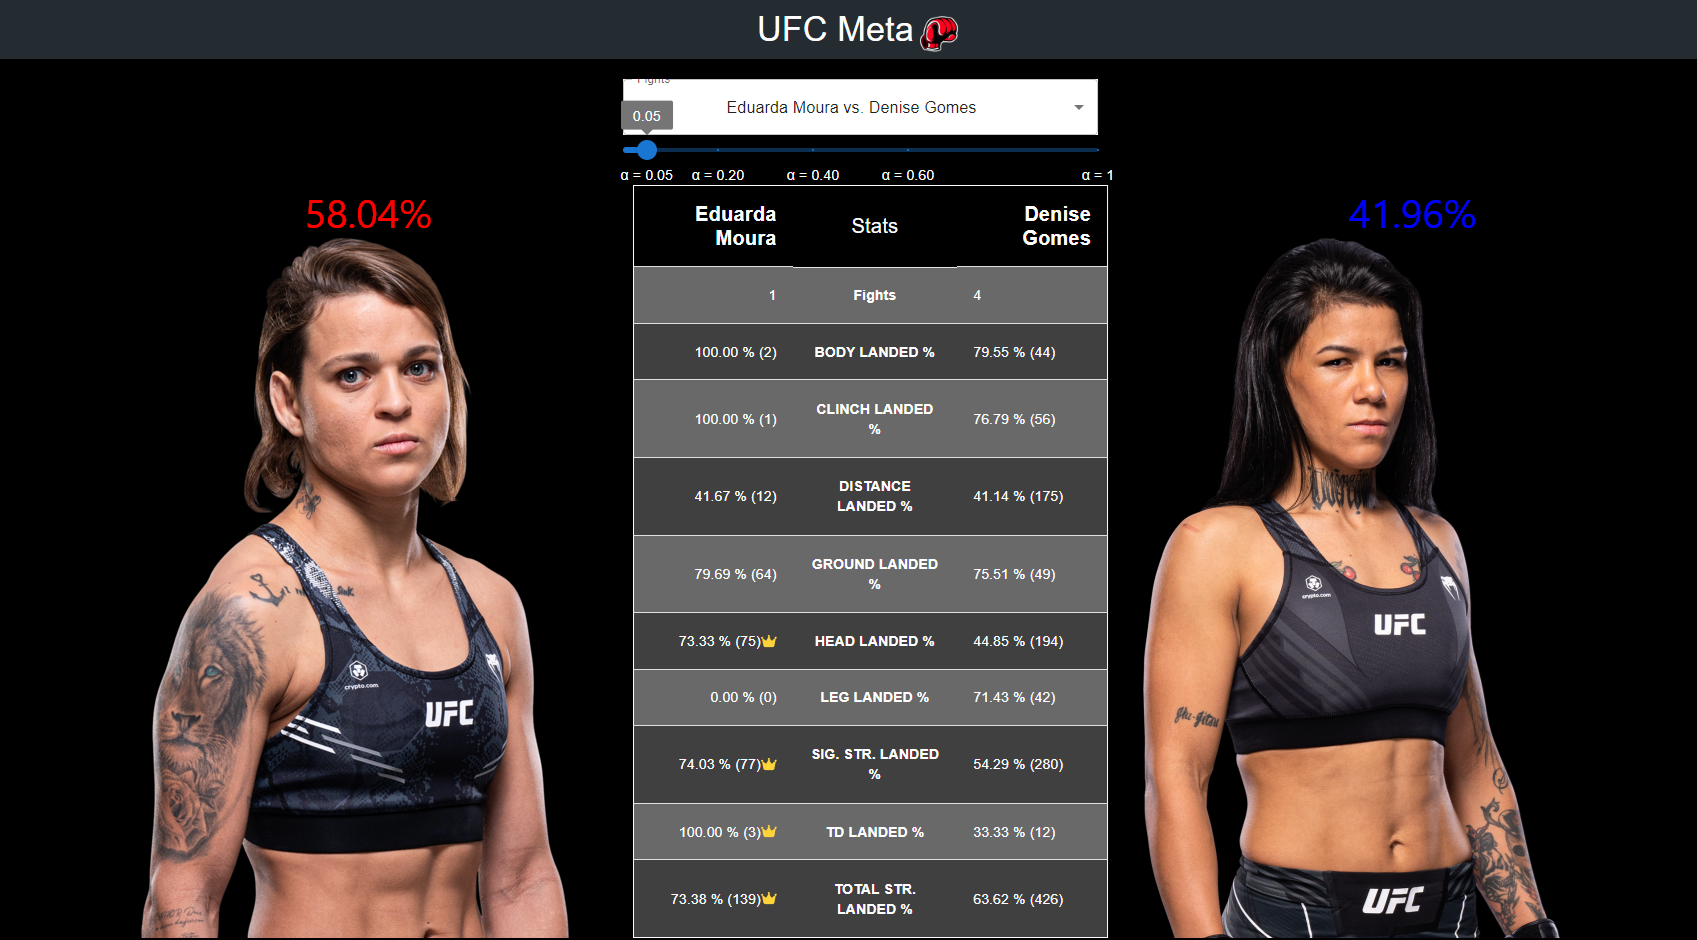 UFC Meta
Fights
Eduarda Moura vs. Denise Gomes
0.05
α = 0.05 α = 0.20 α = 0.40 α = 0.60 α = 1
58.04%
41.96%
Eduarda Moura Stats Denise Gomes
1 Fights 4
100.00 % (2) BODY LANDED % 79.55 % (44)
100.00 % (1) CLINCH LANDED % 76.79 % (56)
41.67 % (12) DISTANCE LANDED % 41.14 % (175)
79.69 % (64) GROUND LANDED % 75.51 % (49)
73.33 % (75) HEAD LANDED % 44.85 % (194)
0.00 % (0) LEG LANDED % 71.43 % (42)
74.03 % (77) SIG. STR. LANDED % 54.29 % (280)
100.00 % (3) TD LANDED % 33.33 % (12)
73.38 % (139) TOTAL STR. LANDED % 63.62 % (426)
crypto.com
UFC
crypto.com
UFC
Jiu-Jitsu
UFC